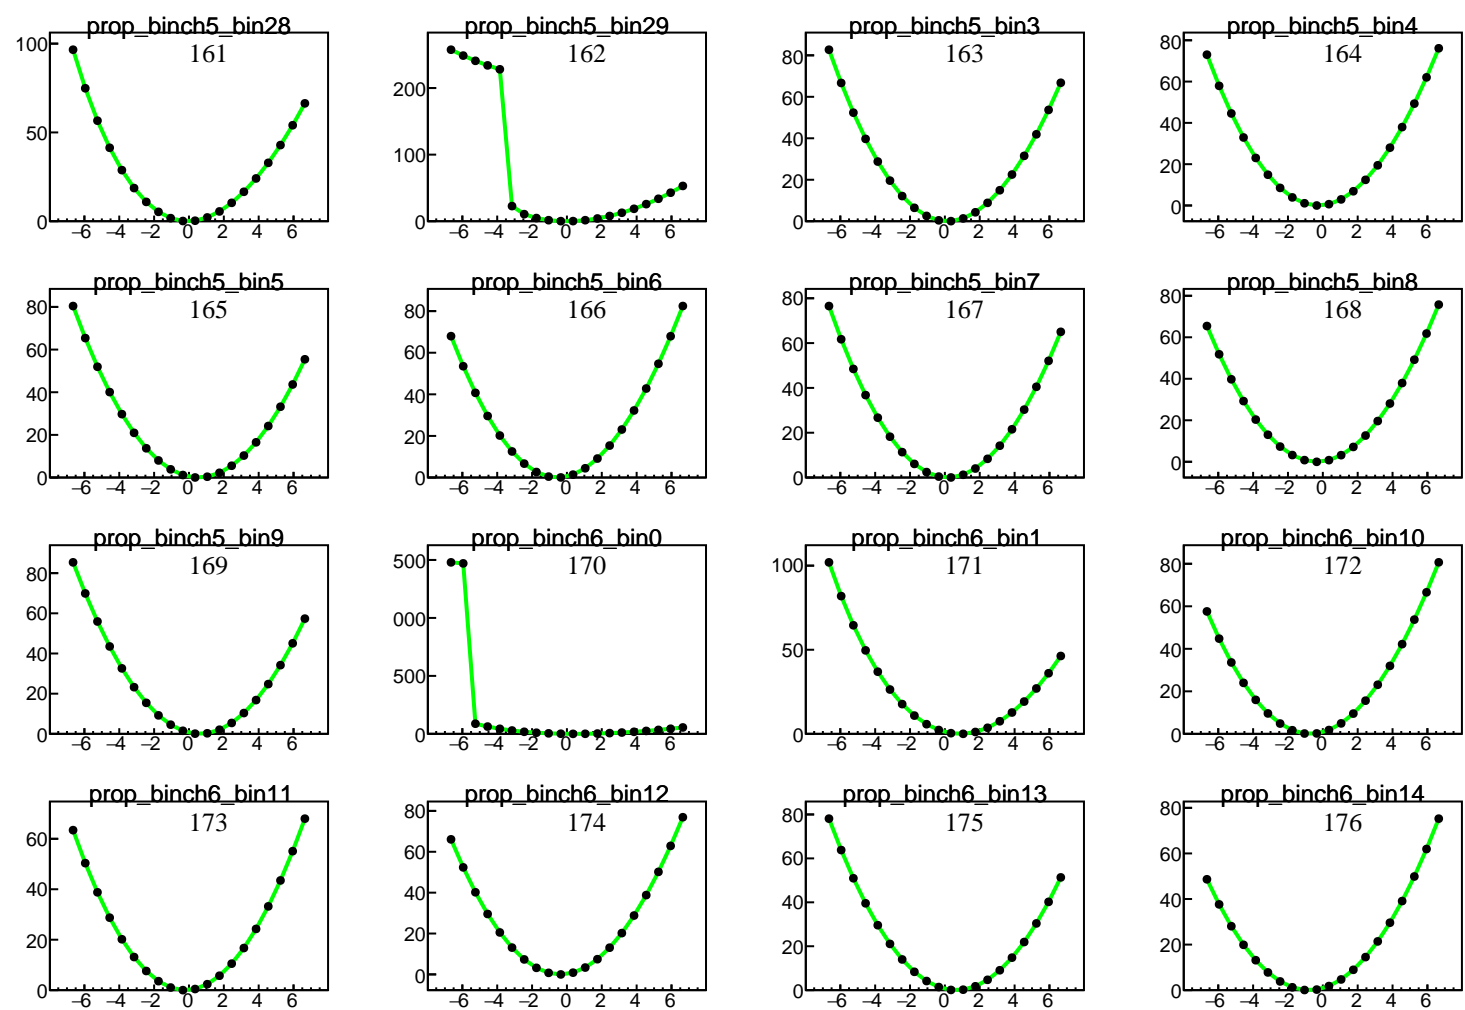 prop_binch5_bin28 prop_binch5_bin29 prop_binch5_bin3 prop_binch5_bin4
161 162 163 164
100 50 0
200 100 0
80 60 40 20 0
80 60 40 20 0
−6 −4 −2 0 2 4 6 −6 −4 −2 0 2 4 6 −6 −4 −2 0 2 4 6 −6 −4 −2 0 2 4 6
prop_binch5_bin5 prop_binch5_bin6 prop_binch5_bin7 prop_binch5_bin8
165 166 167 168
80 60 40 20 0
80 60 40 20 0
80 60 40 20 0
80 60 40 20 0
−6 −4 −2 0 2 4 6 −6 −4 −2 0 2 4 6 −6 −4 −2 0 2 4 6 −6 −4 −2 0 2 4 6
prop_binch5_bin9 prop_binch6_bin0 prop_binch6_bin1 prop_binch6_bin10
169 170 171 172
80 60 40 20 0
500 000 500 0
100 50 0
80 60 40 20 0
−6 −4 −2 0 2 4 6 −6 −4 −2 0 2 4 6 −6 −4 −2 0 2 4 6 −6 −4 −2 0 2 4 6
prop_binch6_bin11 prop_binch6_bin12 prop_binch6_bin13 prop_binch6_bin14
173 174 175 176
60 40 20 0
80 60 40 20 0
80 60 40 20 0
80 60 40 20 0
−6 −4 −2 0 2 4 6 −6 −4 −2 0 2 4 6 −6 −4 −2 0 2 4 6 −6 −4 −2 0 2 4 6